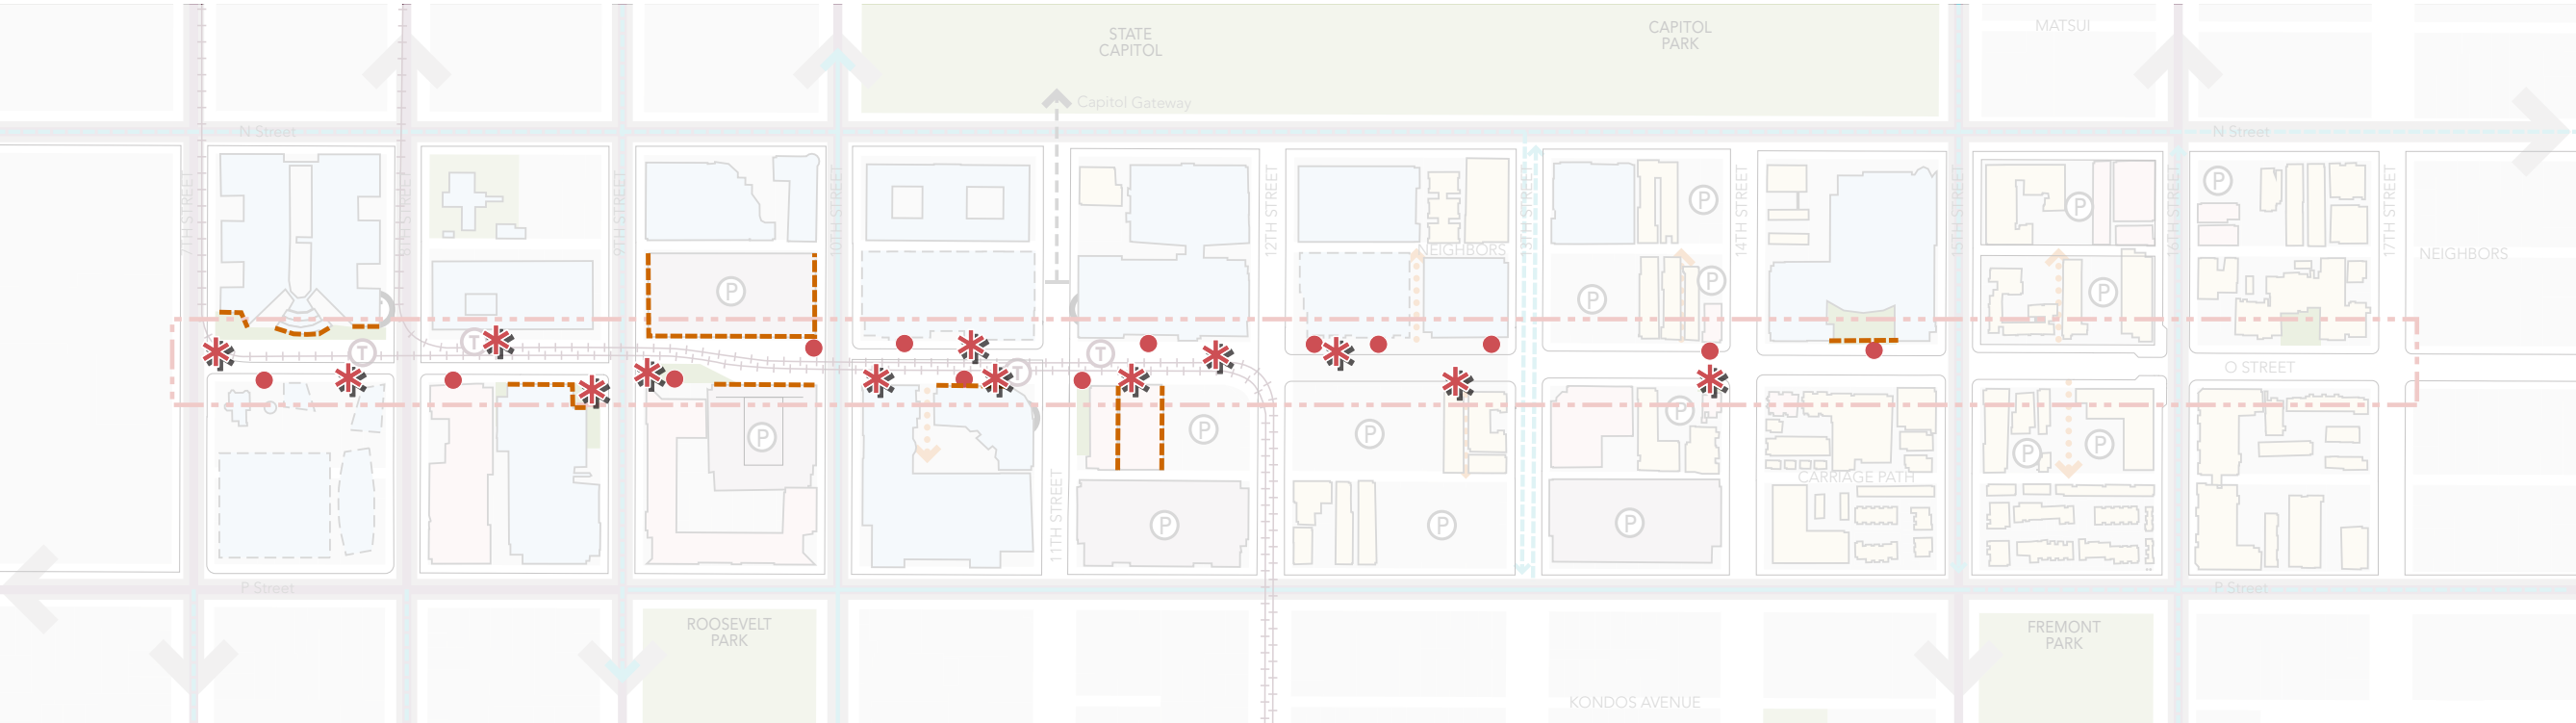 STATE
CAPITOL
CAPITOL
PARK
MATSUI
Capitol Gateway
N Street
N Street
7TH STREET
8TH STREET
9TH STREET
10TH STREET
12TH STREET
13TH STREET
14TH STREET
15TH STREET
16TH STREET
17TH STREET
P
P
P
NEIGHBORS
NEIGHBORS
P
P
P
P
T
T
T
T
O STREET
P
P
P
P
P
P
P
CARRIAGE PATH
11TH STREET
P
P
P
P Street
P Street
ROOSEVELT
PARK
FREMONT
PARK
KONDOS AVENUE